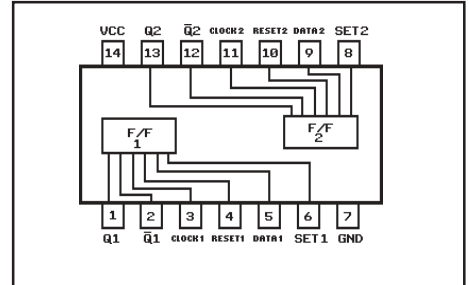 VCC Q2 Q̅2 CLOCK2 RESET2 DATA2 SET2
14 13 12 11 10 9 8
F/F
1
F/F
2
1 2 3 4 5 6 7
Q1 Q̅1 CLOCK1 RESET1 DATA1 SET1 GND